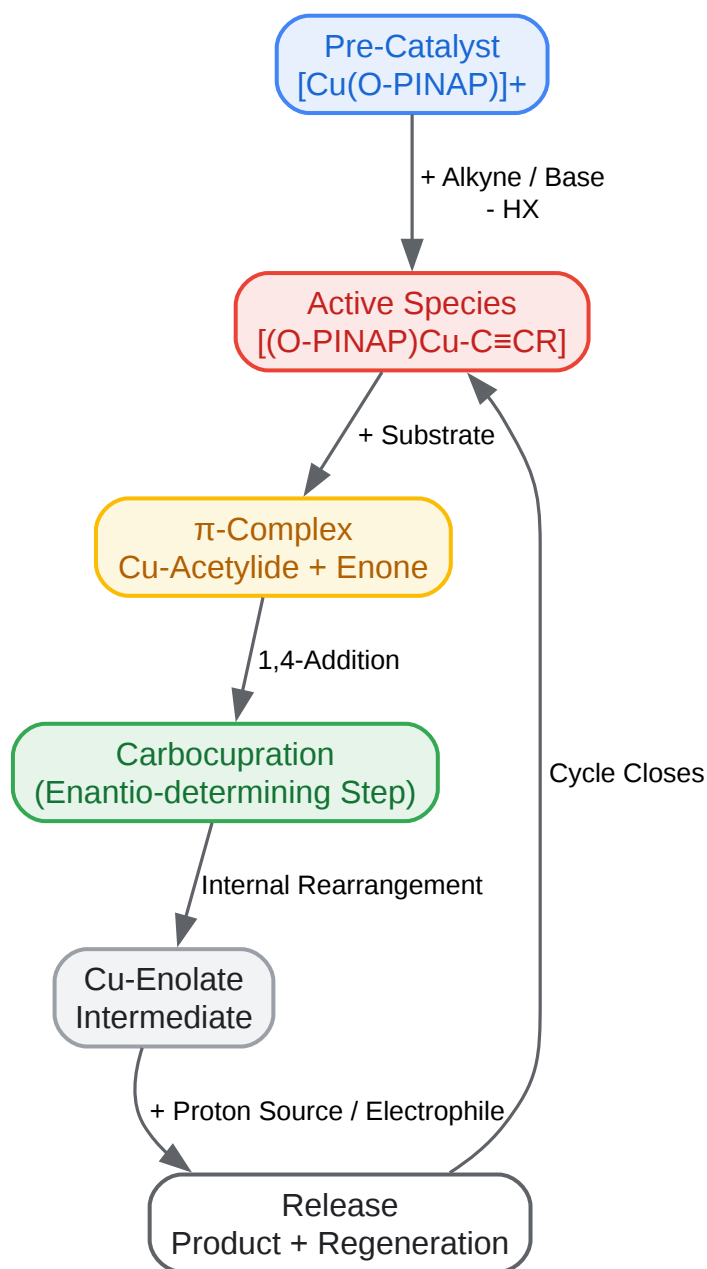 Pre-Catalyst
[Cu(O-PINAP)]+
+ Alkyne / Base
- HX
Active Species
[(O-PINAP)Cu-C≡CR]
+ Substrate
π-Complex
Cu-Acetylide + Enone
1,4-Addition
Carbocupration
(Enantio-determining Step)
Cycle Closes
Internal Rearrangement
Cu-Enolate
Intermediate
+ Proton Source / Electrophile
Release
Product + Regeneration